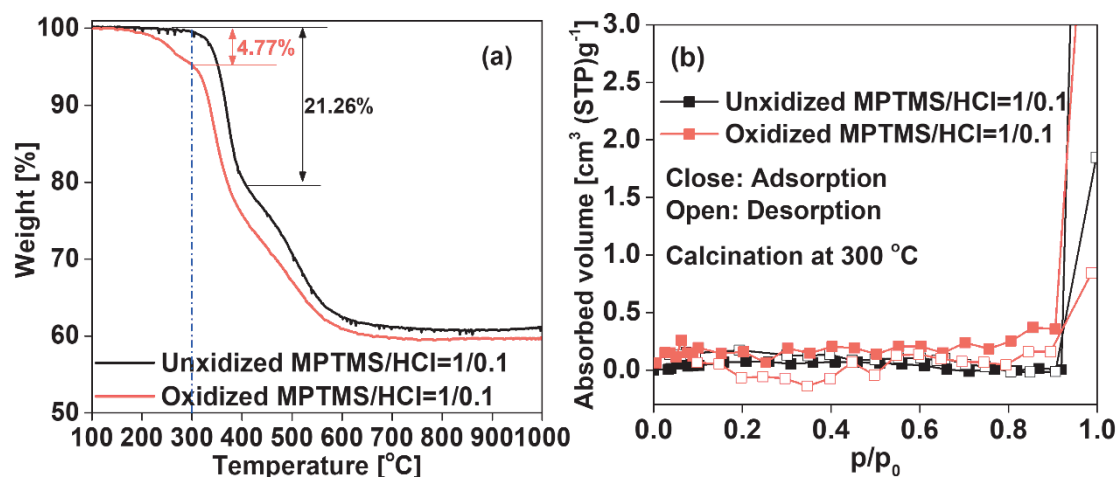 100
90
80
70
60
50
Weight [%]
(a)
4.77%
21.26%
Unxidized MPTMS/HCl=1/0.1
Oxidized MPTMS/HCl=1/0.1
100 200 300 400 500 600 700 800 900 1000
Temperature [°C]
3.0
2.5
2.0
1.5
1.0
0.5
0.0
Absorbed volume [cm³ (STP)g⁻¹]
(b)
Unxidized MPTMS/HCl=1/0.1
Oxidized MPTMS/HCl=1/0.1
Close: Adsorption
Open: Desorption
Calcination at 300 °C
0.0 0.2 0.4 0.6 0.8 1.0
p/p₀